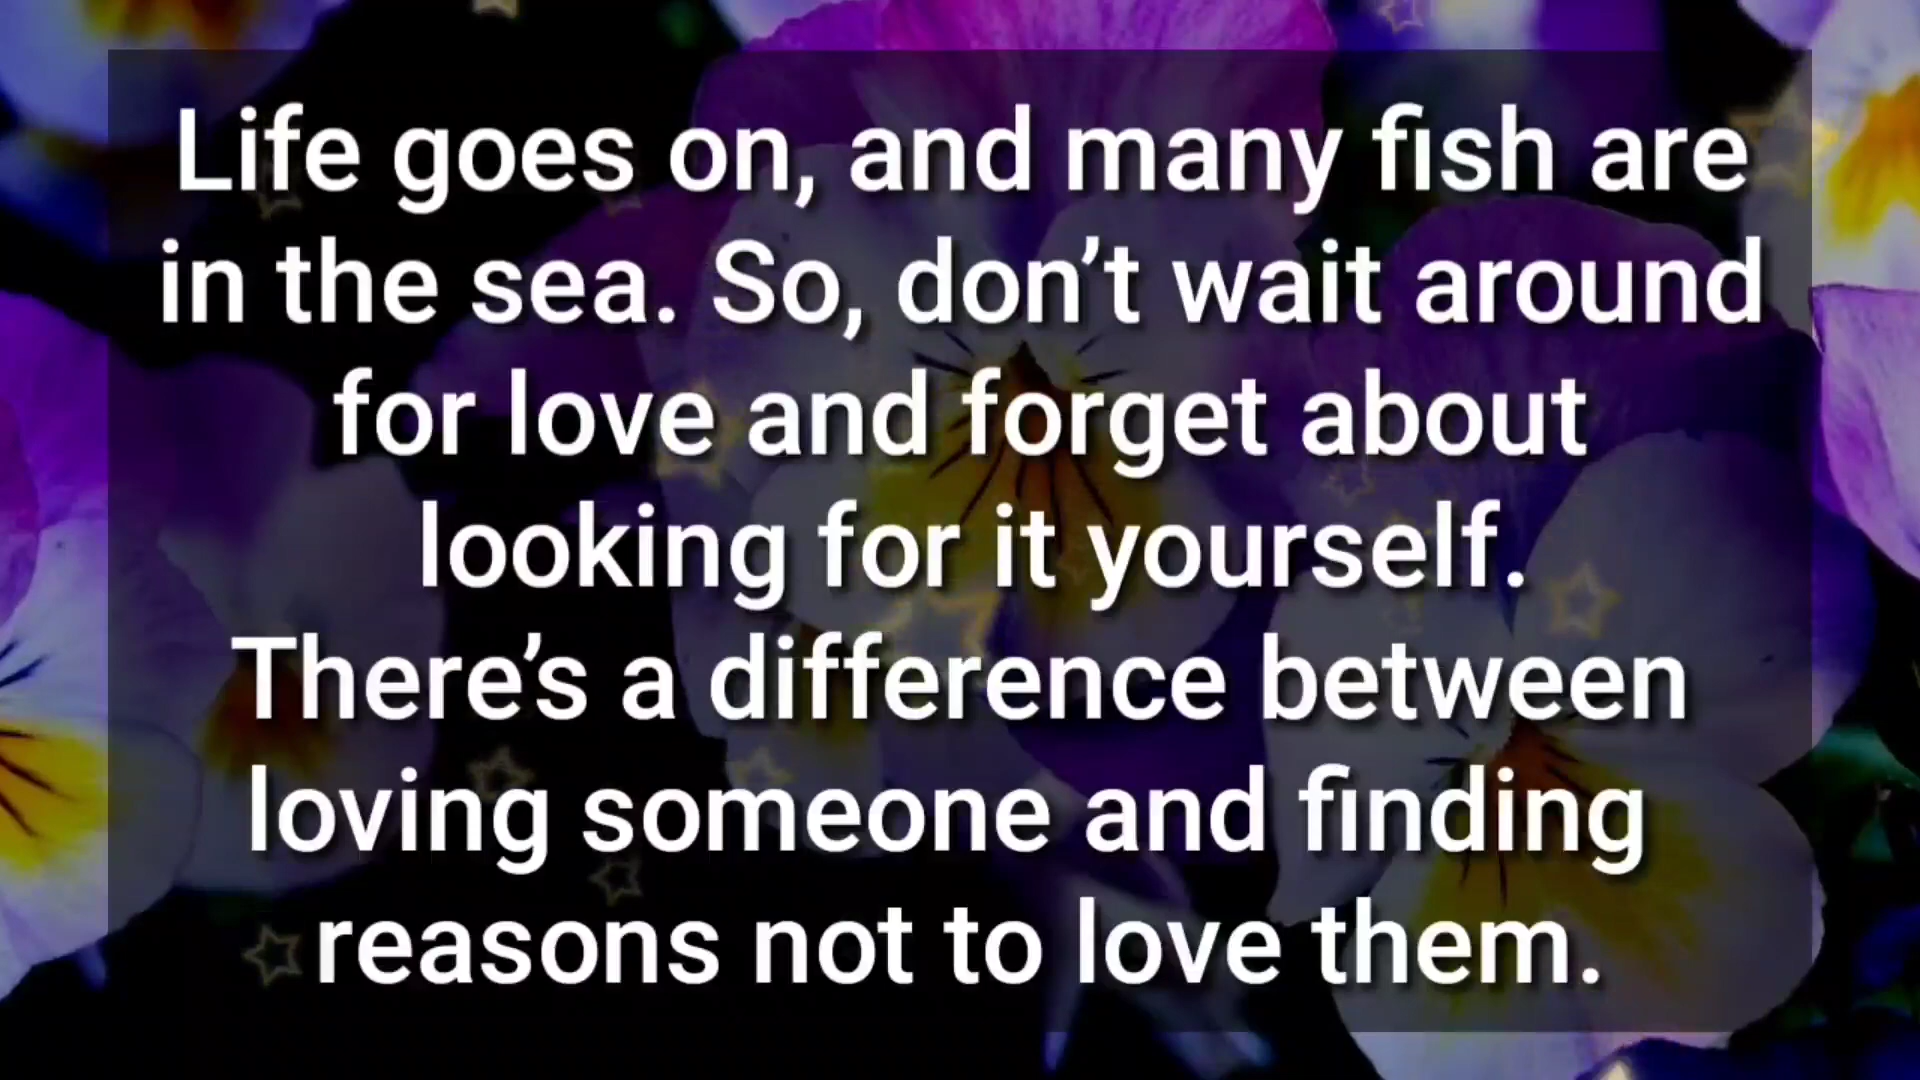 Life goes on, and many fish are
in the sea. So, don’t wait around
for love and forget about
looking for it yourself.
There’s a difference between
loving someone and finding
reasons not to love them.